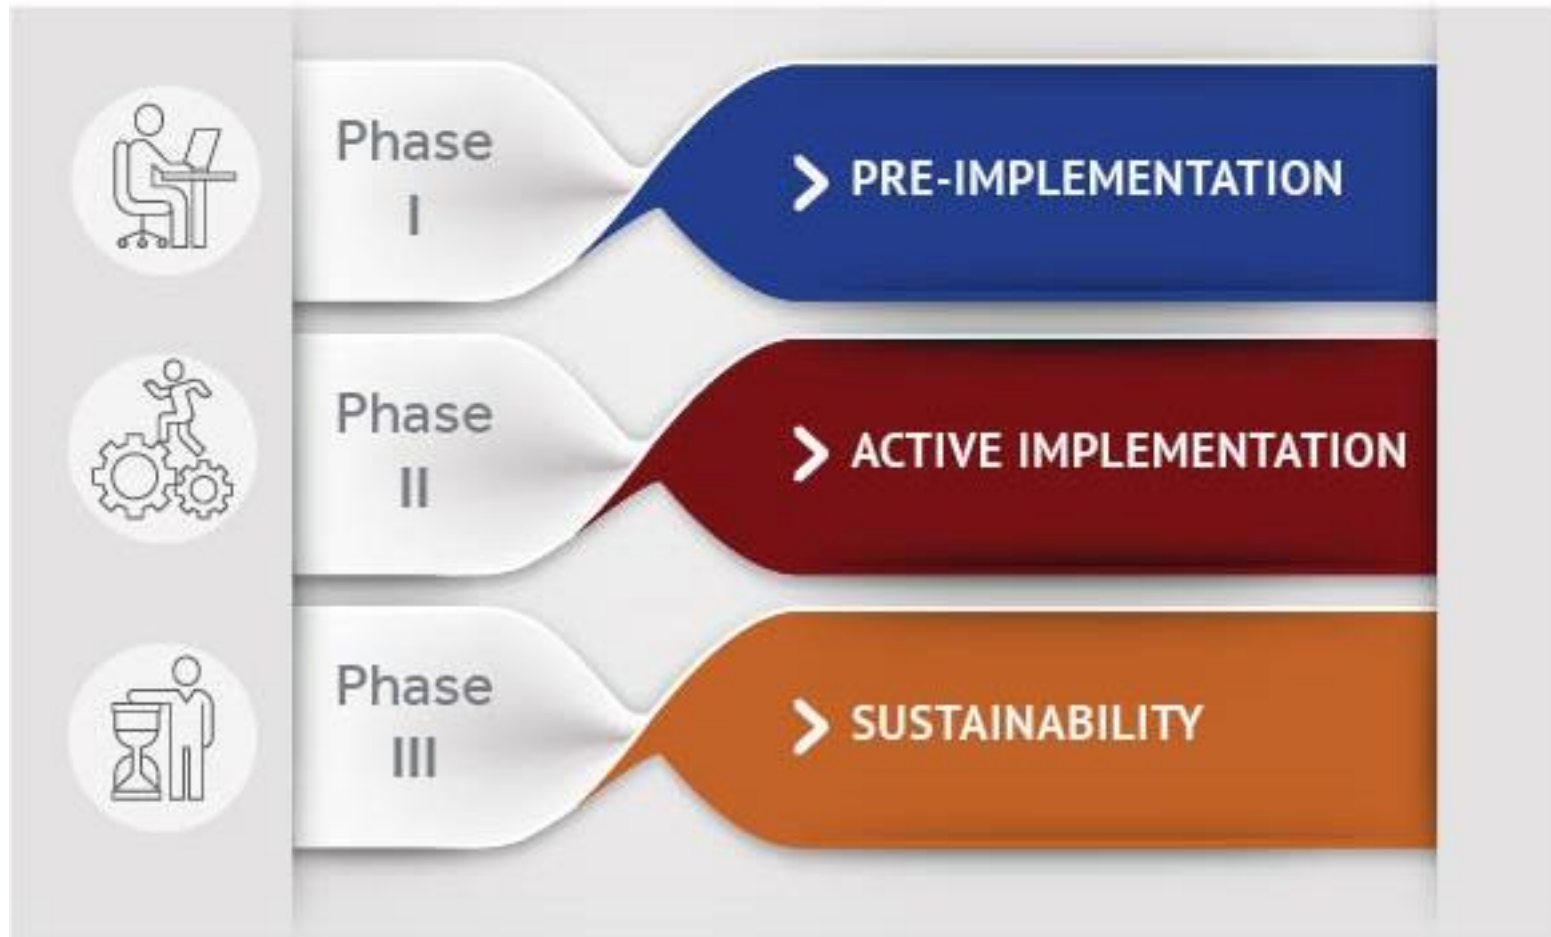 Phase
I
PRE-IMPLEMENTATION
Phase
II
ACTIVE IMPLEMENTATION
Phase
III
SUSTAINABILITY